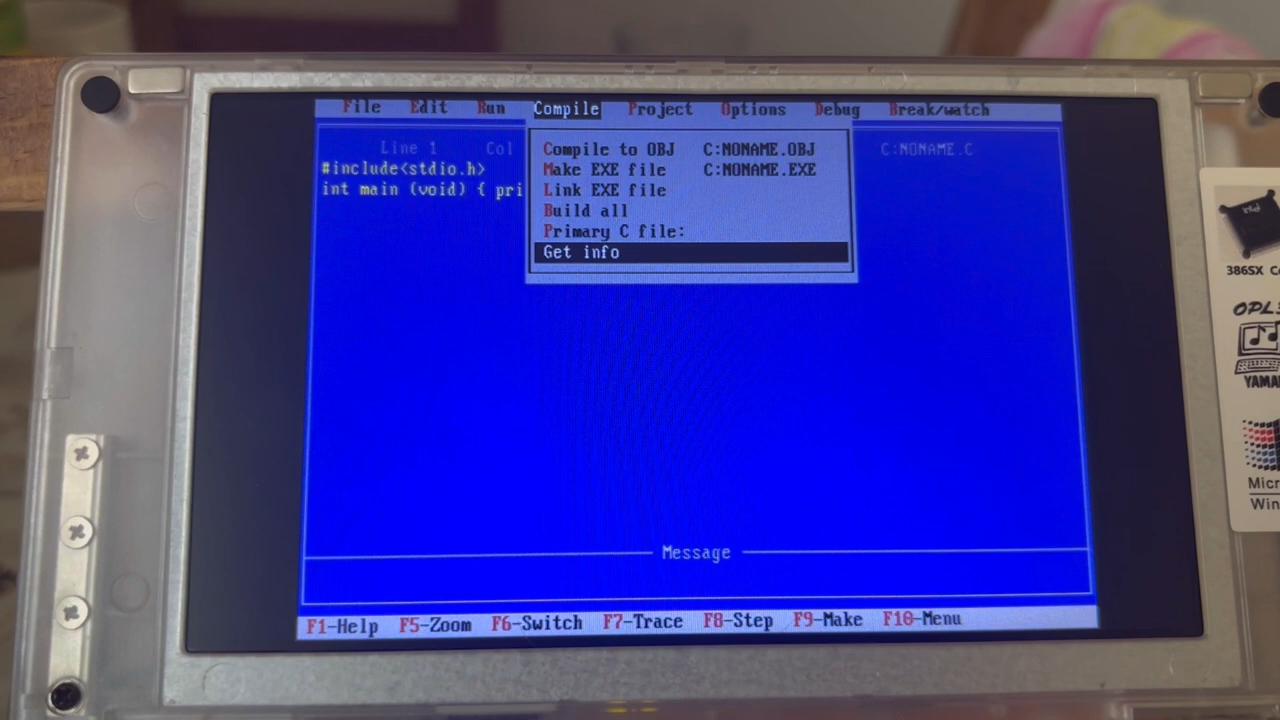 File Edit Run Compile Project Options Debug Break/watch
Line 1 Col
C:NONAME.C
#include<stdio.h>
int main (void) { pri
Compile to OBJ C:NONAME.OBJ
Make EXE file C:NONAME.EXE
Link EXE file
Build all
Primary C file:
Get info
Message
F1-Help F5-Zoom F6-Switch F7-Trace F8-Step F9-Make F10-Menu
386SX
OPL
YAMA
Micr
Win